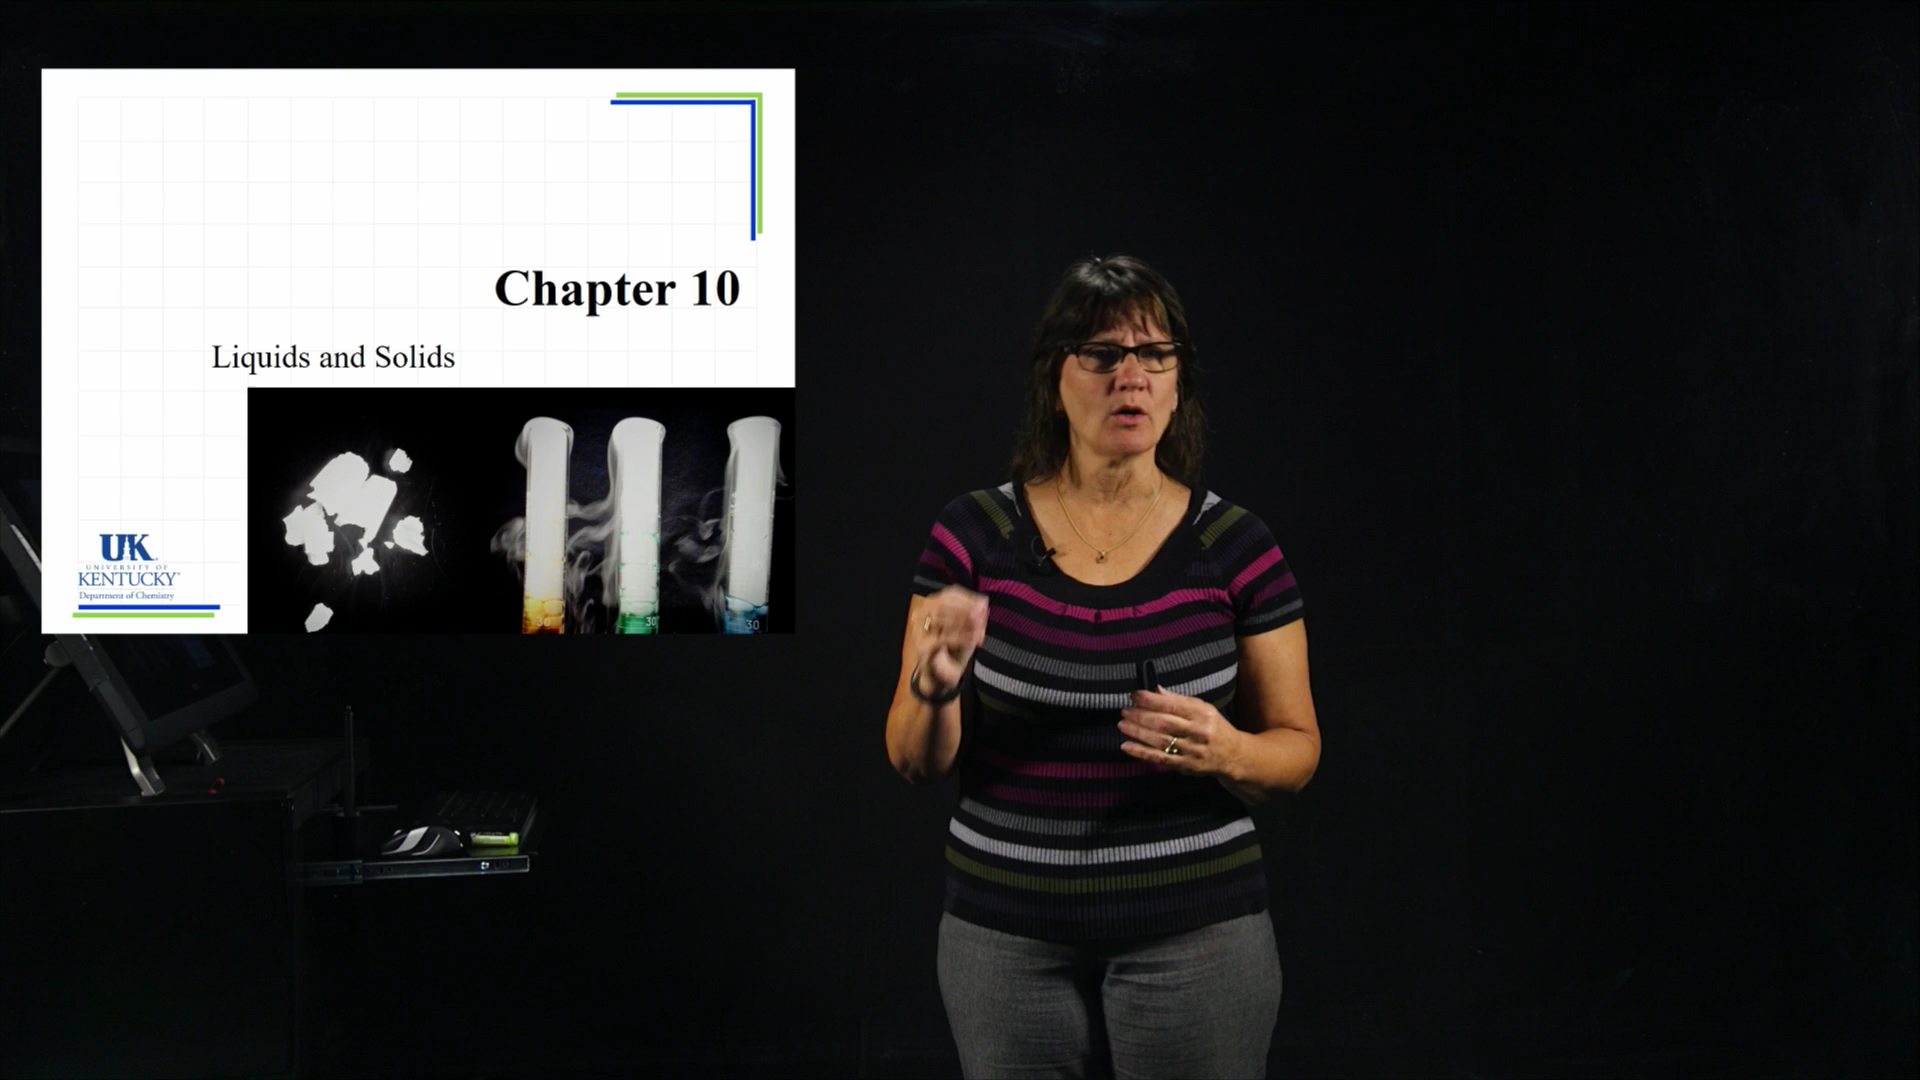 Chapter 10
Liquids and Solids
UK
UNIVERSITY OF
KENTUCKY
Department of Chemistry
30
30
30